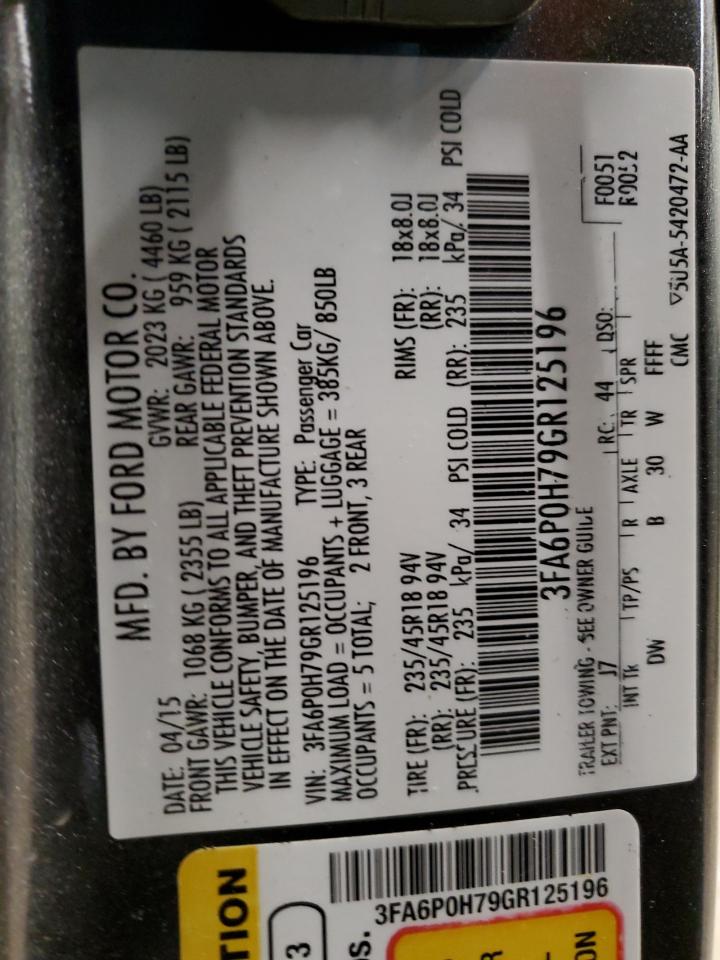 MFD. BY FORD MOTOR CO.
DATE: 04/15 GVWR: 2023 KG ( 4460 LB)
FRONT GAWR: 1068 KG ( 2355 LB) REAR GAWR: 959 KG ( 2115 LB)
THIS VEHICLE CONFORMS TO ALL APPLICABLE FEDERAL MOTOR
VEHICLE SAFETY, BUMPER, AND THEFT PREVENTION STANDARDS
IN EFFECT ON THE DATE OF MANUFACTURE SHOWN ABOVE.
VIN: 3FA6P0H79GR125196 TYPE: Passenger Car
MAXIMUM LOAD = OCCUPANTS + LUGGAGE = 385KG/ 850LB
OCCUPANTS = 5 TOTAL; 2 FRONT, 3 REAR
TIRE (FR): 235/45R18 94V RIMS (FR): 18x8.0J
(RR): 235/45R18 94V (RR): 18x8.0J
PRESSURE (FR): 235 kPa/ 34 PSI COLD (RR): 235 kPa/ 34 PSI COLD
3FA6P0H79GR125196
TRAILER TOWING - SEE OWNER GUIDE
F0051
EXT PNT: J7 RC: 44 DSO: R0052
INT TR TP/PS R AXLE TR SPR
DW B 30 W FFFF
CMC ▽5U5A-5420472-AA
TION
3
os.
3FA6P0H79GR125196
R
ON